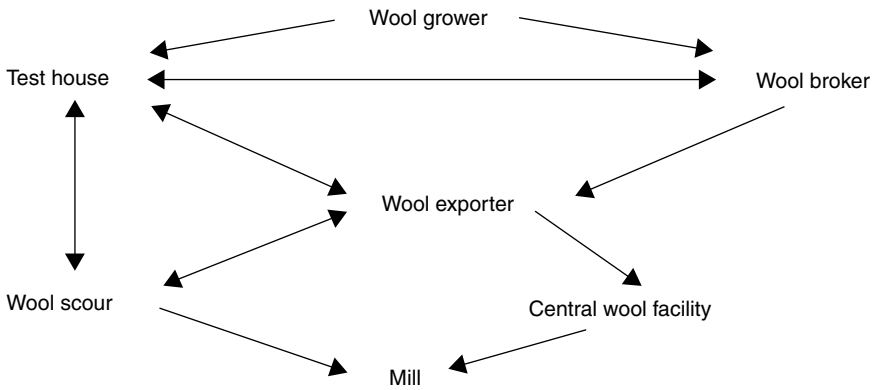 Wool grower
Test house
Wool broker
Wool exporter
Wool scour
Central wool facility
Mill